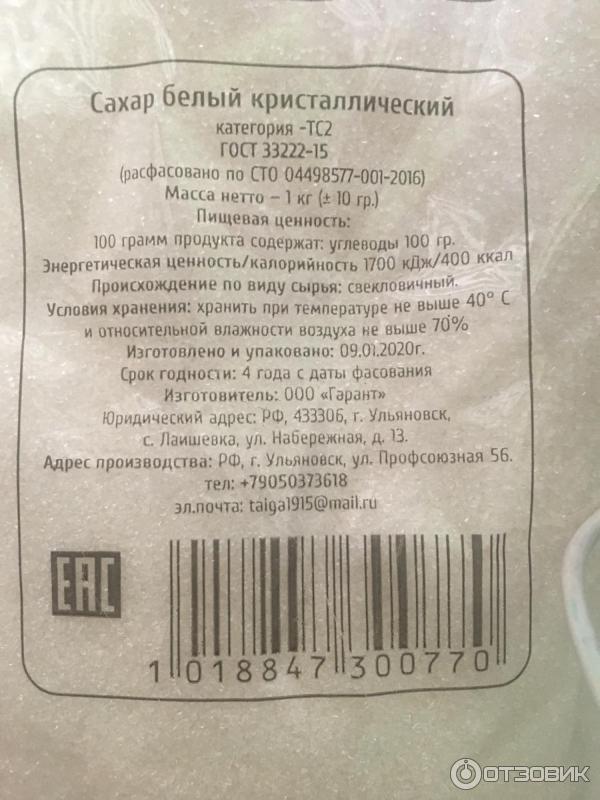 Сахар белый кристаллический
категория -ТС2
ГОСТ 33222-15
(расфасовано по СТО 04498577-001-2016)
Масса нетто – 1 кг (± 10 гр.)
Пищевая ценность:
100 грамм продукта содержат: углеводы 100 гр.
Энергетическая ценность/калорийность 1700 кДж/400 ккал
Происхождение по виду сырья: свекловичный.
Условия хранения: хранить при температуре не выше 40° С
и относительной влажности воздуха не выше 70%
Изготовлено и упаковано: 09.01.2020г.
Срок годности: 4 года с даты фасования
Изготовитель: ООО «Гарант»
Юридический адрес: РФ, 433306, г. Ульяновск,
с. Лаишевка, ул. Набережная, д. 13.
Адрес производства: РФ, г. Ульяновск, ул. Профсоюзная 56.
тел: +79050373618
эл.почта: taiga1915@mail.ru
EAC
1 018847 300770
ОТЗОВИК